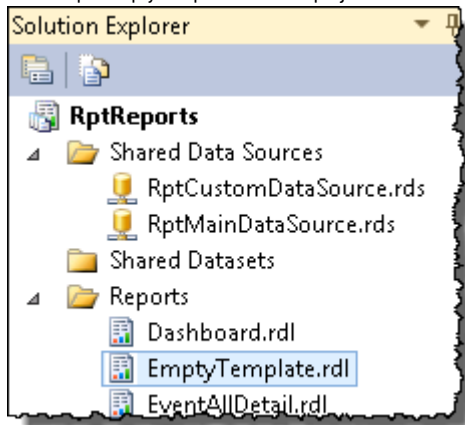 Solution Explorer
RptReports
Shared Data Sources
RptCustomDataSource.rds
RptMainDataSource.rds
Shared Datasets
Reports
Dashboard.rdl
EmptyTemplate.rdl
EventAllDetail.rdl